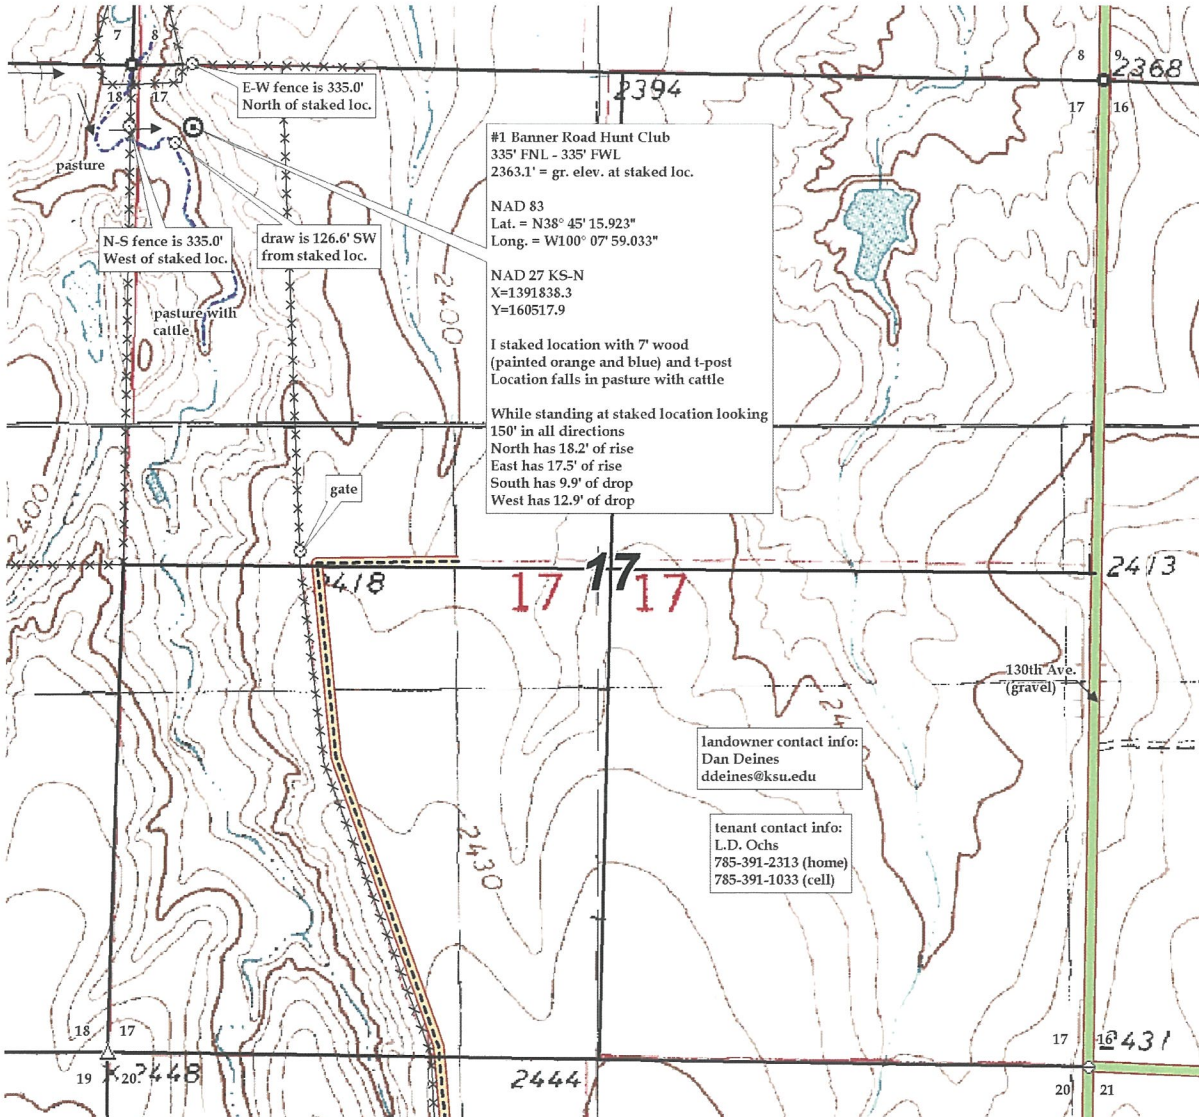 7 8
8 9
2368
E-W fence is 335.0'
North of staked loc.
18 17
2394
17 16
#1 Banner Road Hunt Club
335' FNL - 335' FWL
2363.1' = gr. elev. at staked loc.
NAD 83
Lat. = N38° 45' 15.923"
Long. = W100° 07' 59.033"
NAD 27 KS-N
X=1391838.3
Y=160517.9
I staked location with 7' wood
(painted orange and blue) and t-post
Location falls in pasture with cattle
While standing at staked location looking
150' in all directions
North has 18.2' of rise
East has 17.5' of rise
South has 9.9' of drop
West has 12.9' of drop
pasture
N-S fence is 335.0'
West of staked loc.
draw is 126.6' SW
from staked loc.
pasture with
cattle
2400
gate
2400
2418
17
17 17
2413
130th Ave.
(gravel)
24
landowner contact info:
Dan Deines
ddeines@ksu.edu
tenant contact info:
L.D. Ochs
785-391-2313 (home)
785-391-1033 (cell)
2430
18 17
17 16
2431
19 20
2448
2444
20 21